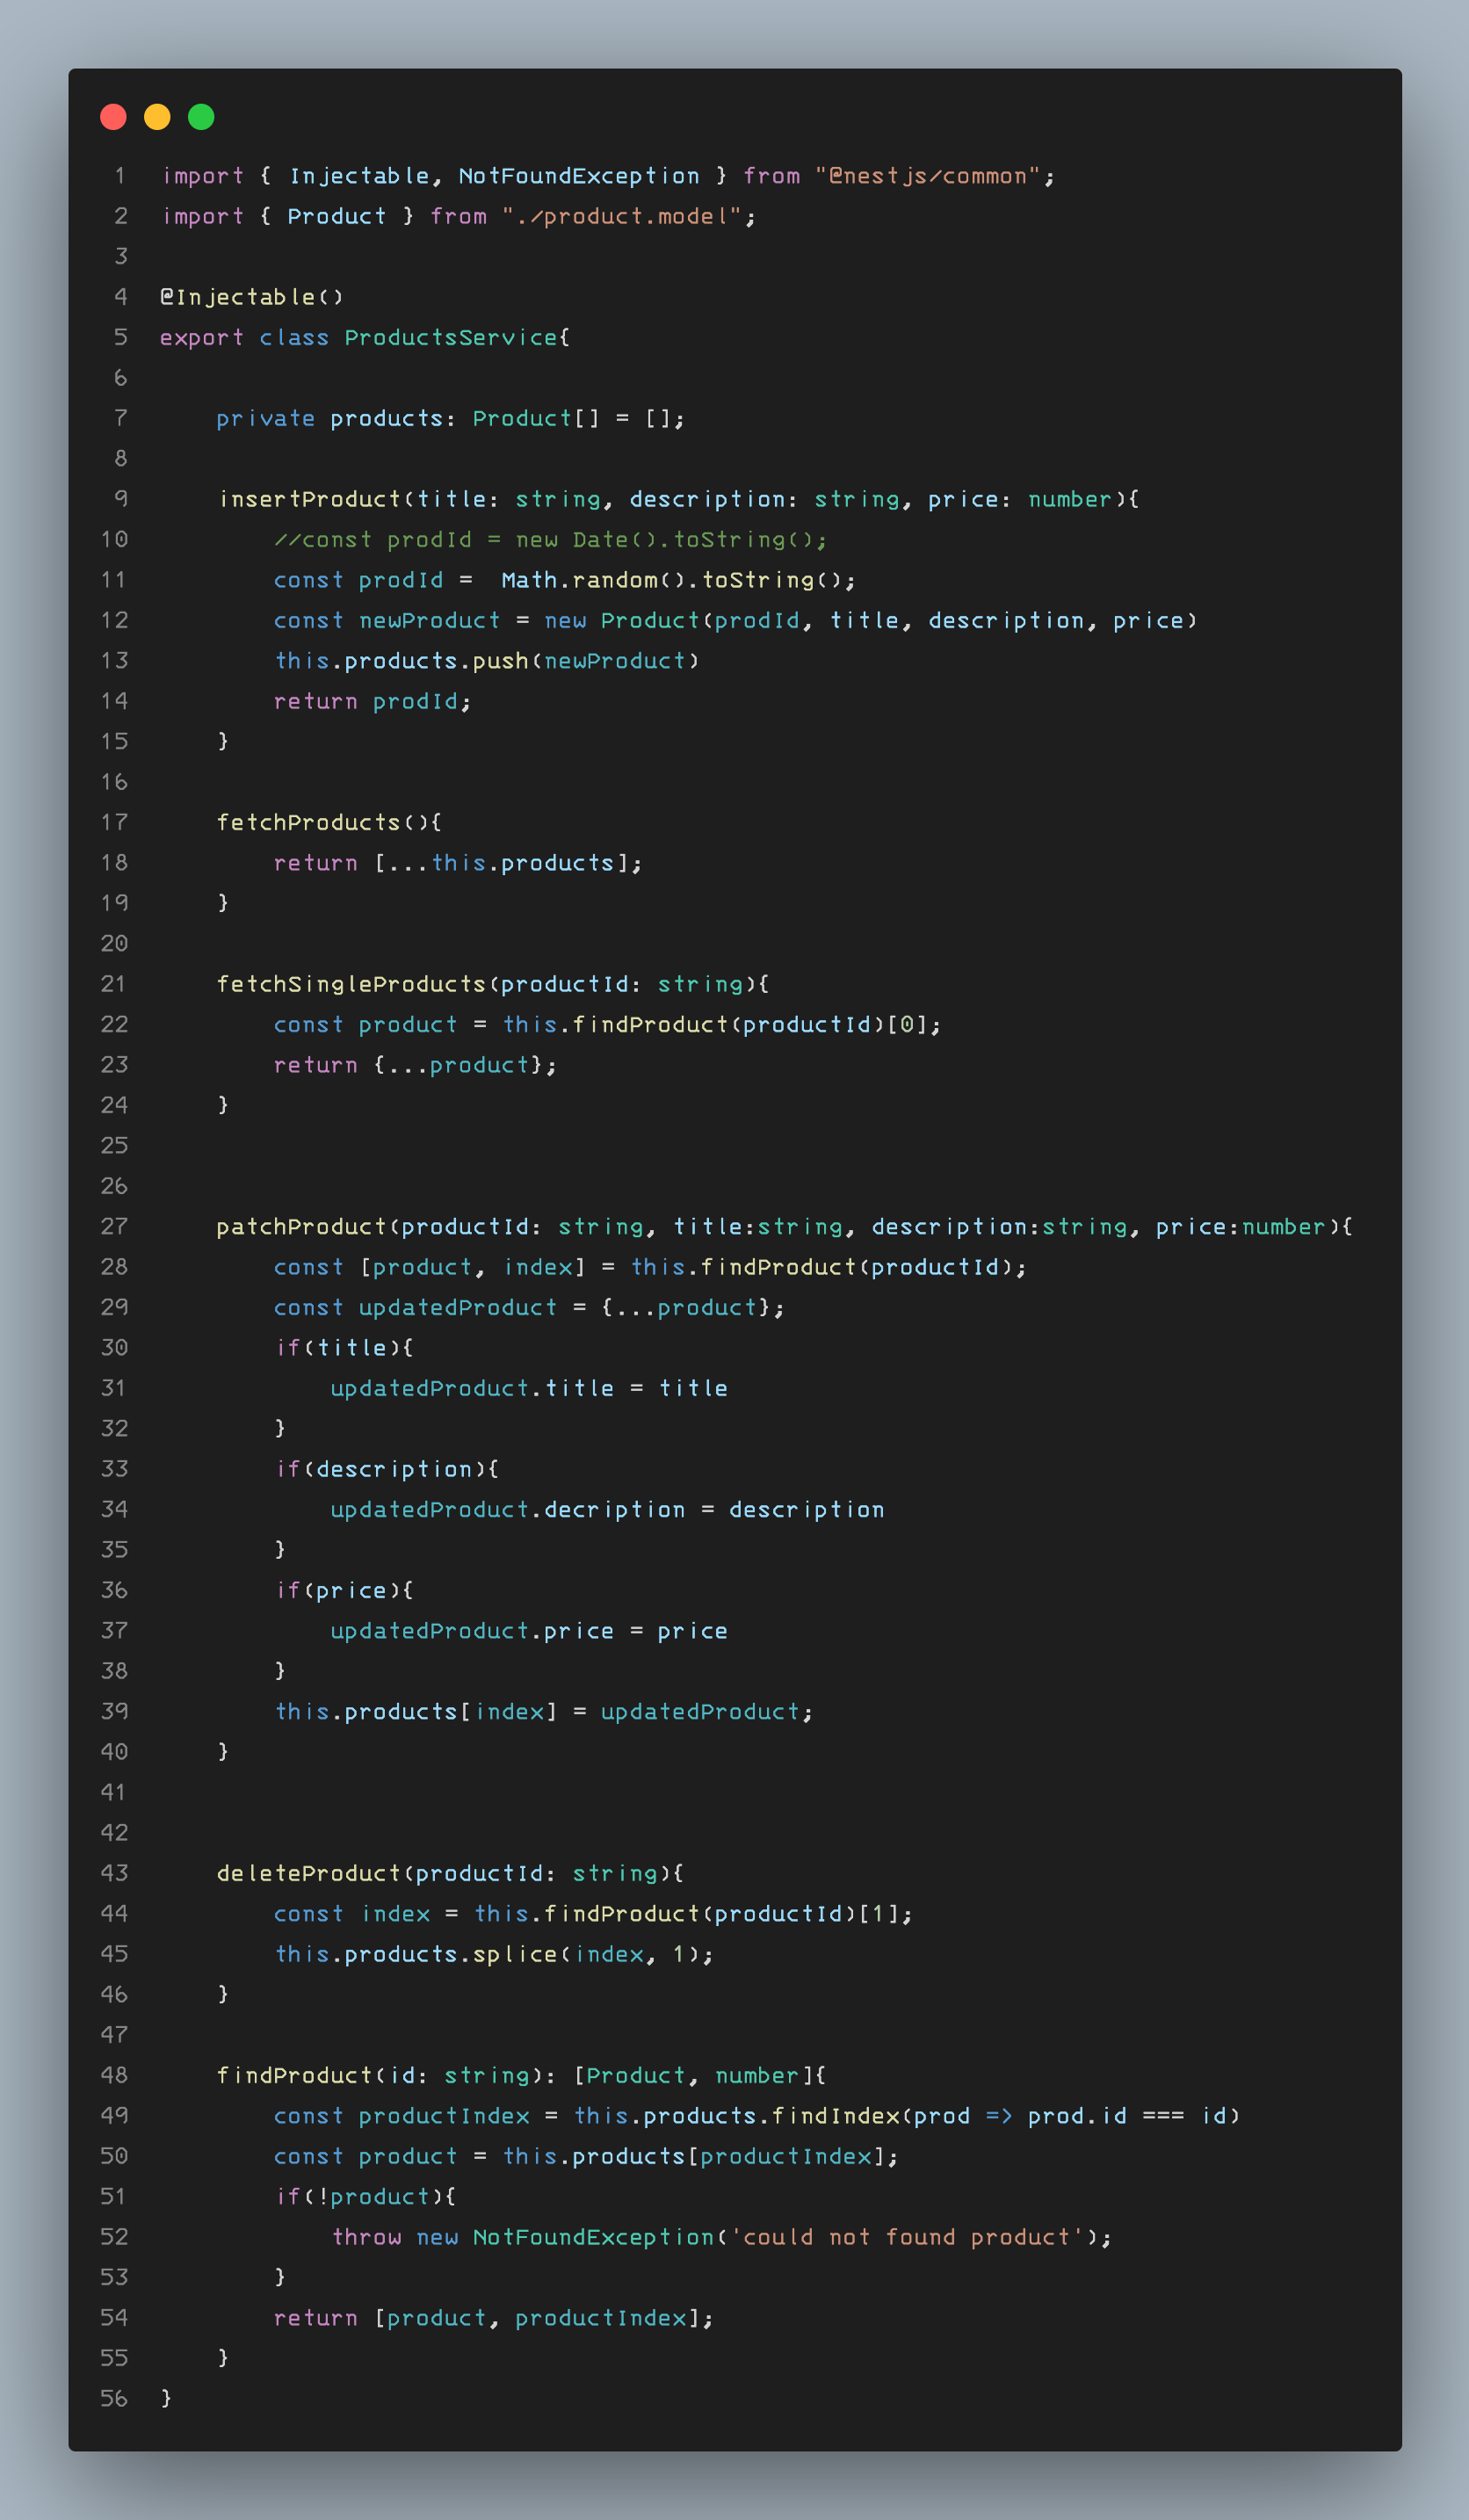 1 import { Injectable, NotFoundException } from "@nestjs/common";
2 import { Product } from "./product.model";
3
4 @Injectable()
5 export class ProductsService{
6
7     private products: Product[] = [];
8
9     insertProduct(title: string, description: string, price: number){
10         //const prodId = new Date().toString();
11         const prodId =  Math.random().toString();
12         const newProduct = new Product(prodId, title, description, price)
13         this.products.push(newProduct)
14         return prodId;
15     }
16
17     fetchProducts(){
18         return [...this.products];
19     }
20
21     fetchSingleProducts(productId: string){
22         const product = this.findProduct(productId)[0];
23         return {...product};
24     }
25
26
27     patchProduct(productId: string, title:string, description:string, price:number){
28         const [product, index] = this.findProduct(productId);
29         const updatedProduct = {...product};
30         if(title){
31             updatedProduct.title = title
32         }
33         if(description){
34             updatedProduct.decription = description
35         }
36         if(price){
37             updatedProduct.price = price
38         }
39         this.products[index] = updatedProduct;
40     }
41
42
43     deleteProduct(productId: string){
44         const index = this.findProduct(productId)[1];
45         this.products.splice(index, 1);
46     }
47
48     findProduct(id: string): [Product, number]{
49         const productIndex = this.products.findIndex(prod => prod.id === id)
50         const product = this.products[productIndex];
51         if(!product){
52             throw new NotFoundException('could not found product');
53         }
54         return [product, productIndex];
55     }
56 }